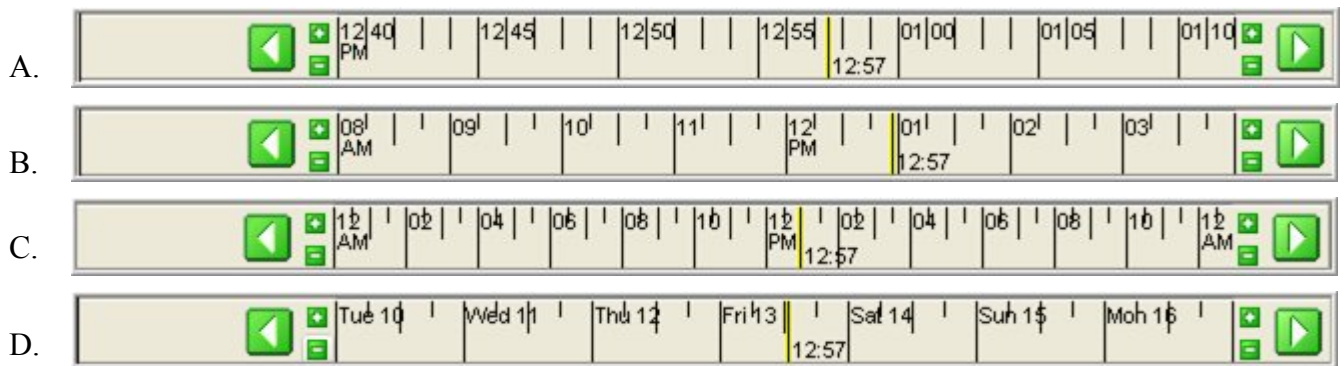 12 40 12 45 12 50 12 55 01 00 01 05 01 10
PM
A. 12:57
08 09 10 11 12 01 02 03
AM PM
B. 12:57
12 02 04 06 08 10 12 02 04 06 08 10 12
AM PM AM
C. 12:57
Tue 10 Wed 11 Thu 12 Fri 13 Sat 14 Sun 15 Mon 16
D. 12:57